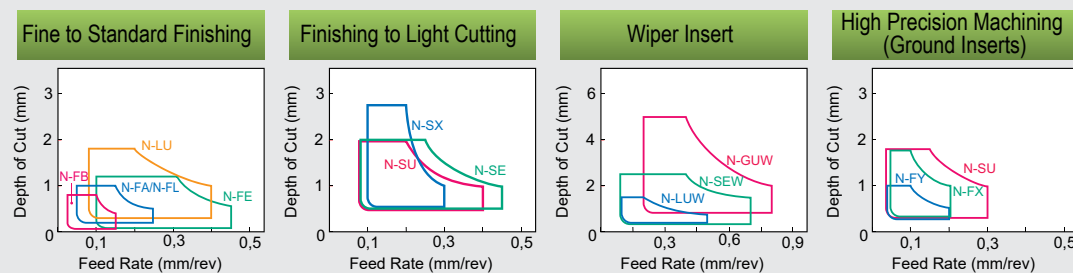 Fine to Standard Finishing
Depth of Cut (mm)
3
2
1
0
N-LU
N-FB
N-FA/N-FL
N-FE
0,1
0,3
0,5
Feed Rate (mm/rev)
Finishing to Light Cutting
Depth of Cut (mm)
3
2
1
0
N-SX
N-SU
N-SE
0,1
0,3
0,5
Feed Rate (mm/rev)
Wiper Insert
Depth of Cut (mm)
6
4
2
0
N-GUW
N-SEW
N-LUW
0,3
0,6
0,9
Feed Rate (mm/rev)
High Precision Machining
(Ground Inserts)
Depth of Cut (mm)
3
2
1
0
N-SU
N-FY
N-FX
0,1
0,3
0,5
Feed Rate (mm/rev)